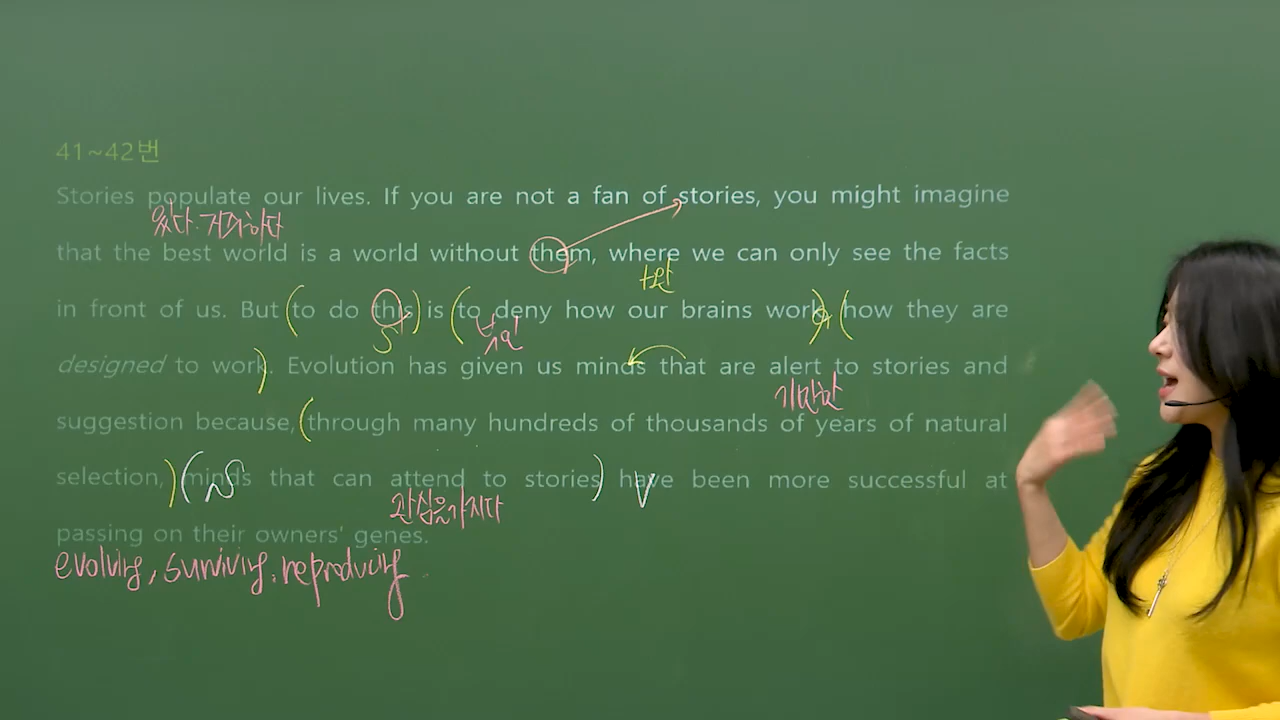 41~42번
Stories populate our lives. If you are not a fan of stories, you might imagine
있다. 거주하다
that the best world is a world without them, where we can only see the facts
in front of us. But (to do this) is (to deny how our brains work, (how they are
S
부인
designed to work). Evolution has given us minds that are alert to stories and
기민한
suggestion because, (through many hundreds of thousands of years of natural
selection,) (minds that can attend to stories) have been more successful at
S
V
관심을가지다
passing on their owners' genes.
evolving, surviving, reproducing